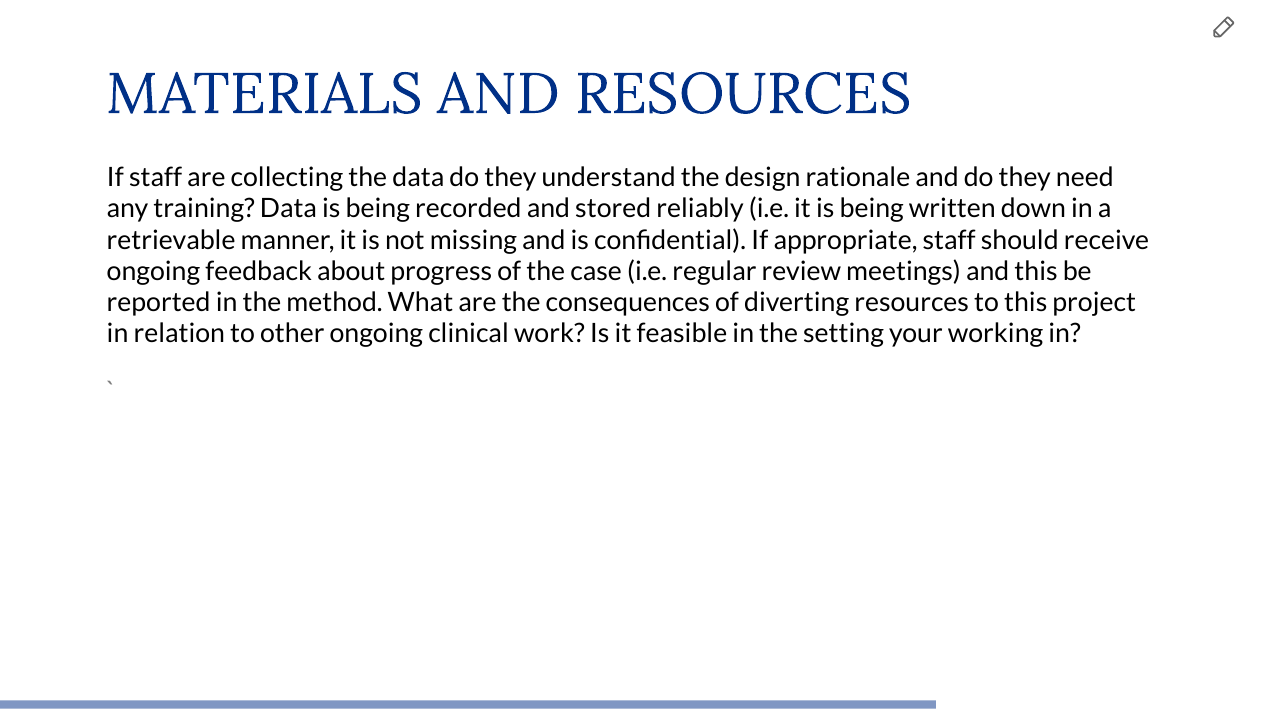 MATERIALS AND RESOURCES
If staff are collecting the data do they understand the design rationale and do they need
any training? Data is being recorded and stored reliably (i.e. it is being written down in a
retrievable manner, it is not missing and is confidential). If appropriate, staff should receive
ongoing feedback about progress of the case (i.e. regular review meetings) and this be
reported in the method. What are the consequences of diverting resources to this project
in relation to other ongoing clinical work? Is it feasible in the setting your working in?
`